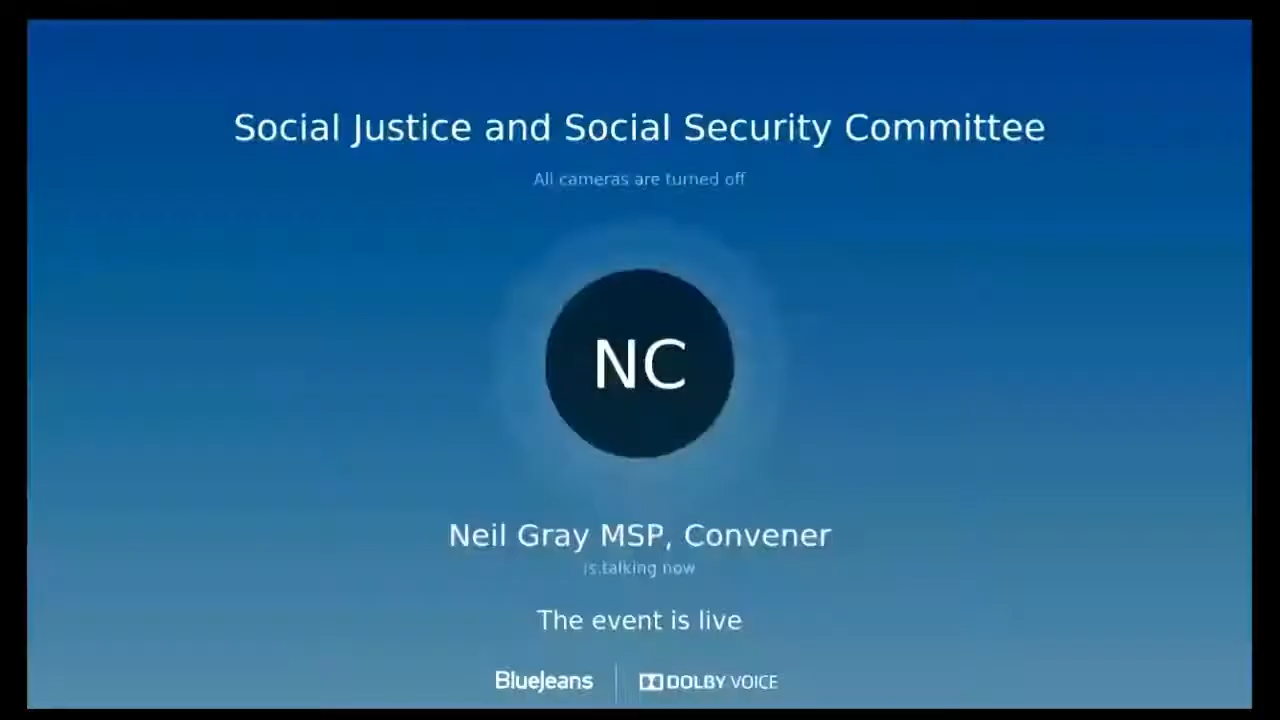 Social Justice and Social Security Committee
All cameras are turned off
NC
Neil Gray MSP, Convener
is talking now
The event is live
BlueJeans DOLBY VOICE